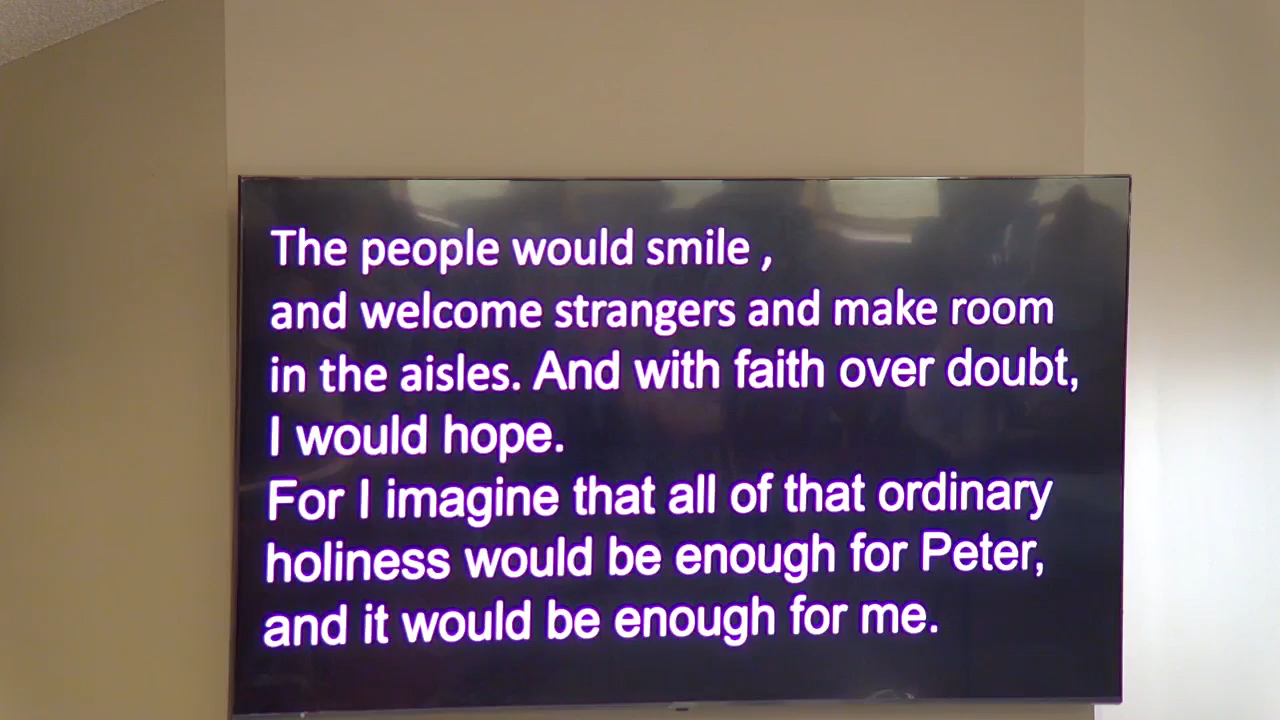 The people would smile ,
and welcome strangers and make room
in the aisles. And with faith over doubt,
I would hope.
For I imagine that all of that ordinary
holiness would be enough for Peter,
and it would be enough for me.